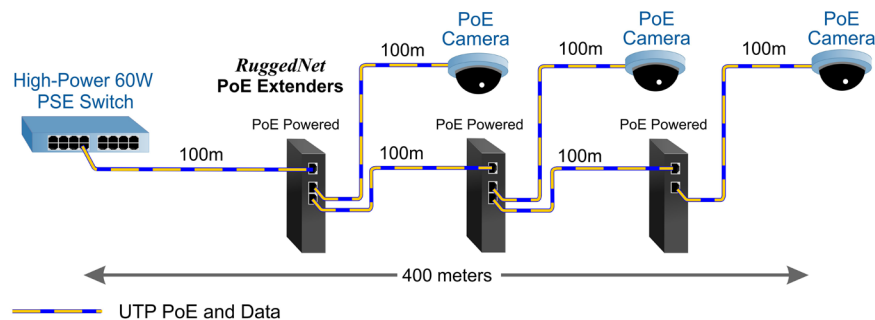 High-Power 60W
PSE Switch
100m
RuggedNet
PoE Extenders
PoE Powered
100m
PoE
Camera
100m
PoE Powered
100m
PoE
Camera
100m
PoE Powered
100m
PoE
Camera
400 meters
UTP PoE and Data